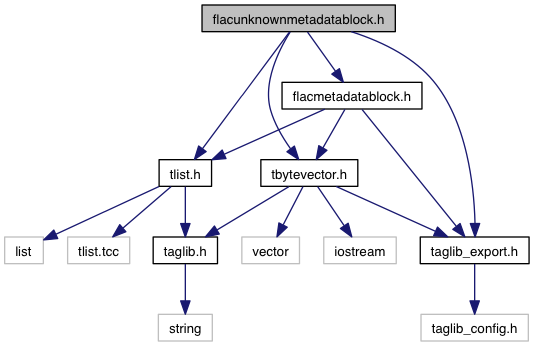 flacunknownmetadatablock.h
flacmetadatablock.h
tlist.h
tbytevector.h
list
tlist.tcc
taglib.h
vector
iostream
taglib_export.h
string
taglib_config.h